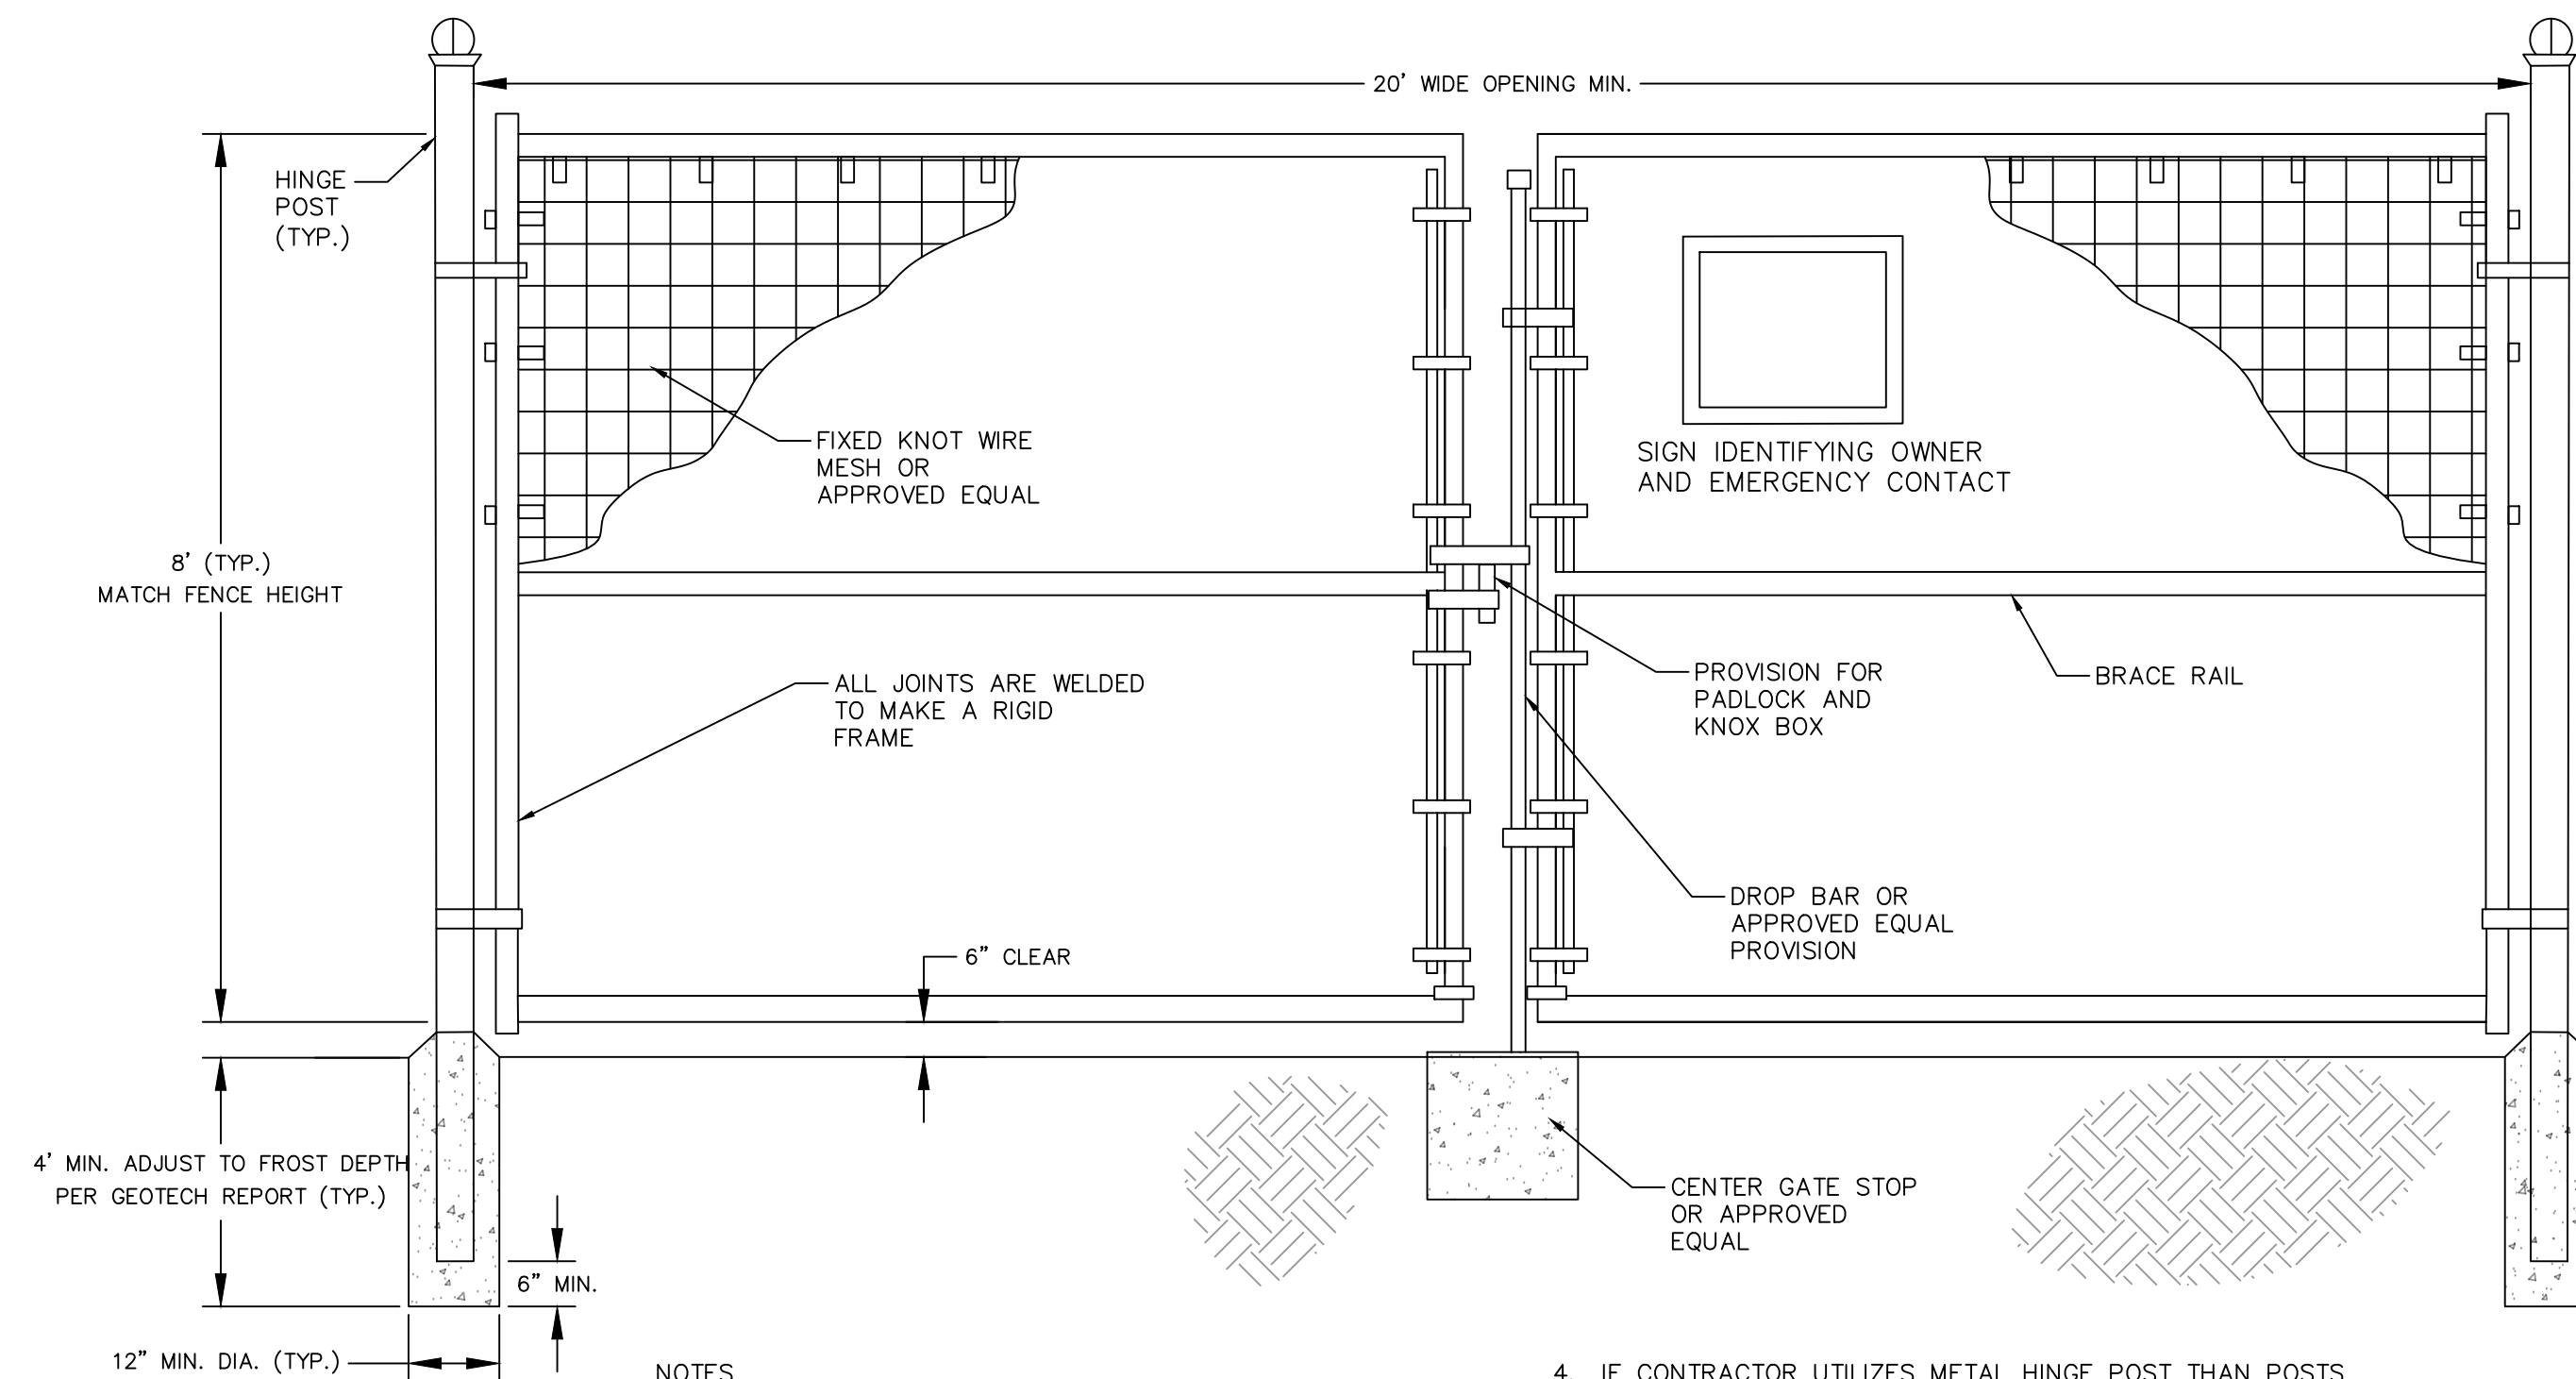 20' WIDE OPENING MIN.
HINGE
POST
(TYP.)
FIXED KNOT WIRE
MESH OR
APPROVED EQUAL
SIGN IDENTIFYING OWNER
AND EMERGENCY CONTACT
8' (TYP.)
MATCH FENCE HEIGHT
ALL JOINTS ARE WELDED
TO MAKE A RIGID
FRAME
PROVISION FOR
PADLOCK AND
KNOX BOX
BRACE RAIL
DROP BAR OR
APPROVED EQUAL
PROVISION
6" CLEAR
4' MIN. ADJUST TO FROST DEPTH
PER GEOTECH REPORT (TYP.)
CENTER GATE STOP
OR APPROVED
EQUAL
6" MIN.
12" MIN. DIA. (TYP.)
NOTES
4. IF CONTRACTOR UTILIZES METAL HINGE POST THAN POSTS